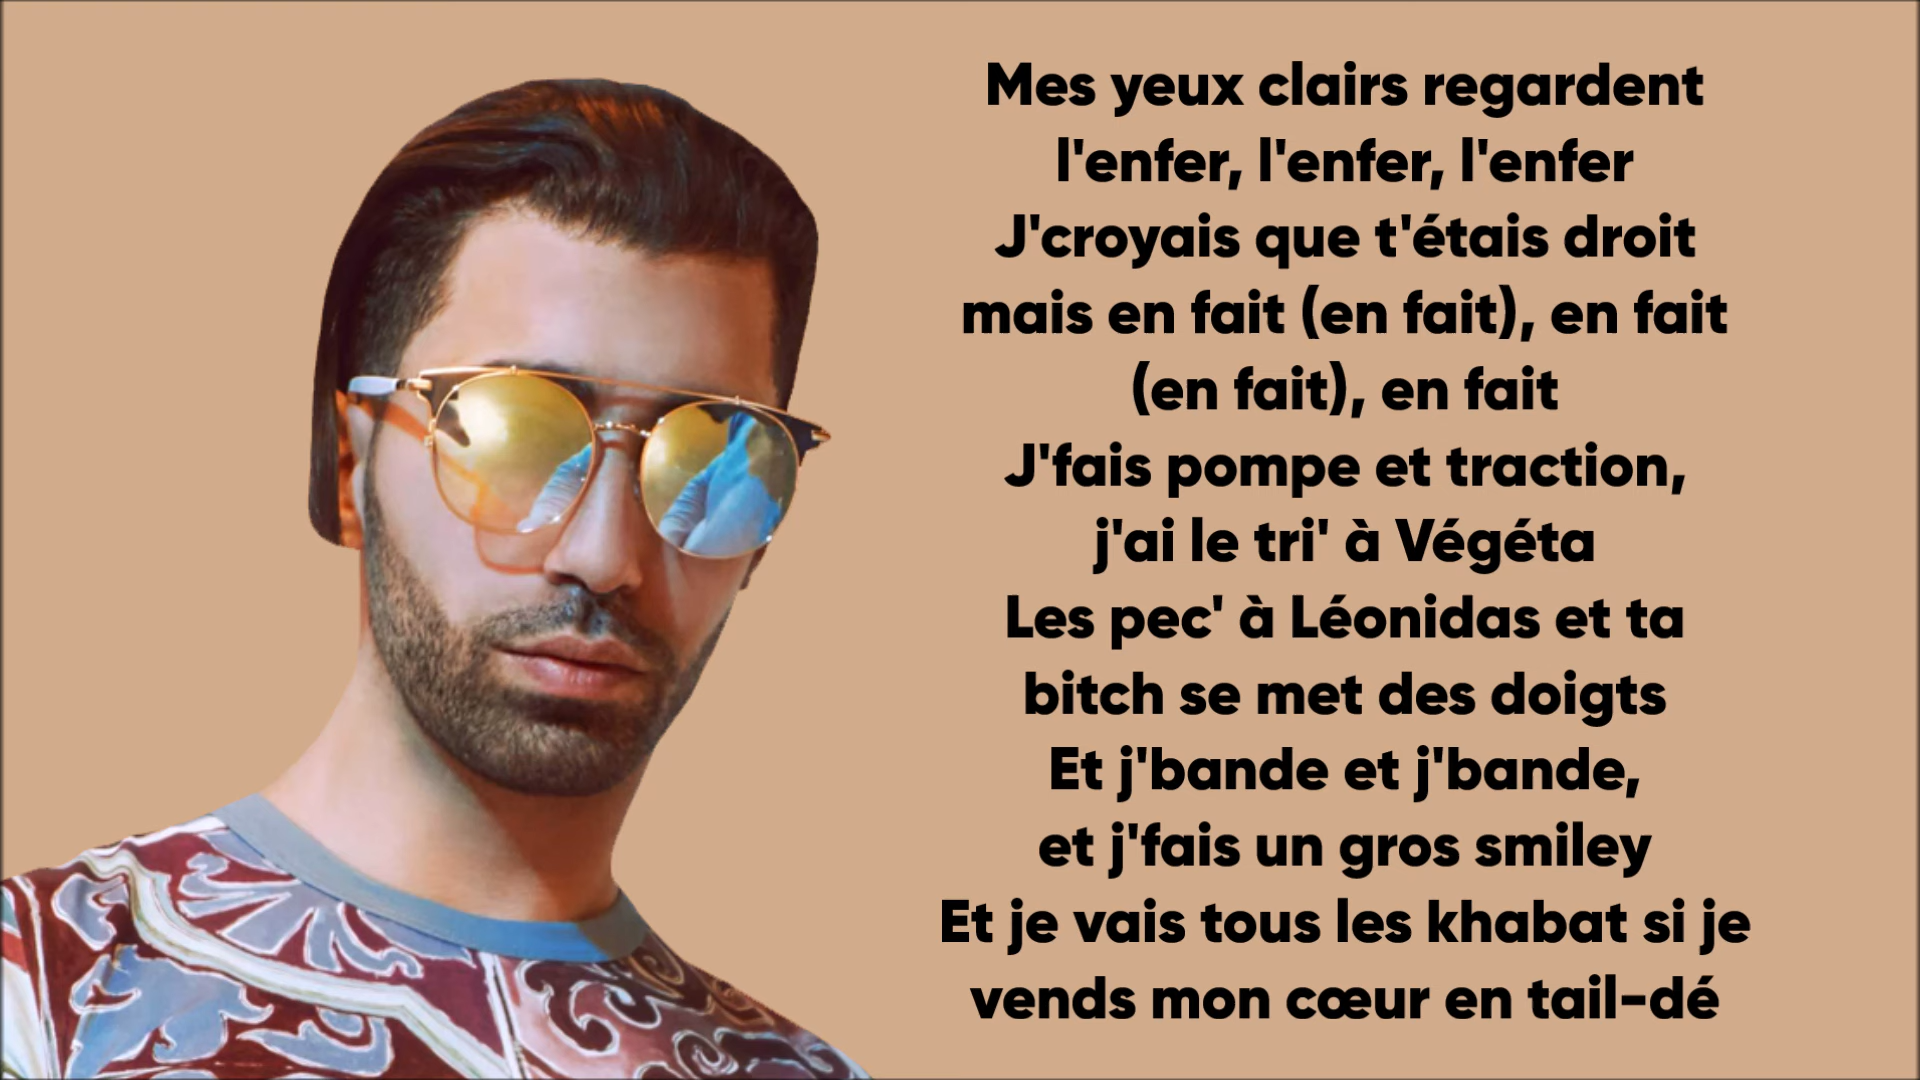 Mes yeux clairs regardent
l'enfer, l'enfer, l'enfer
J'croyais que t'étais droit
mais en fait (en fait), en fait
(en fait), en fait
J'fais pompe et traction,
j'ai le tri' à Végéta
Les pec' à Léonidas et ta
bitch se met des doigts
Et j'bande et j'bande,
et j'fais un gros smiley
Et je vais tous les khabat si je
vends mon cœur en tail-dé